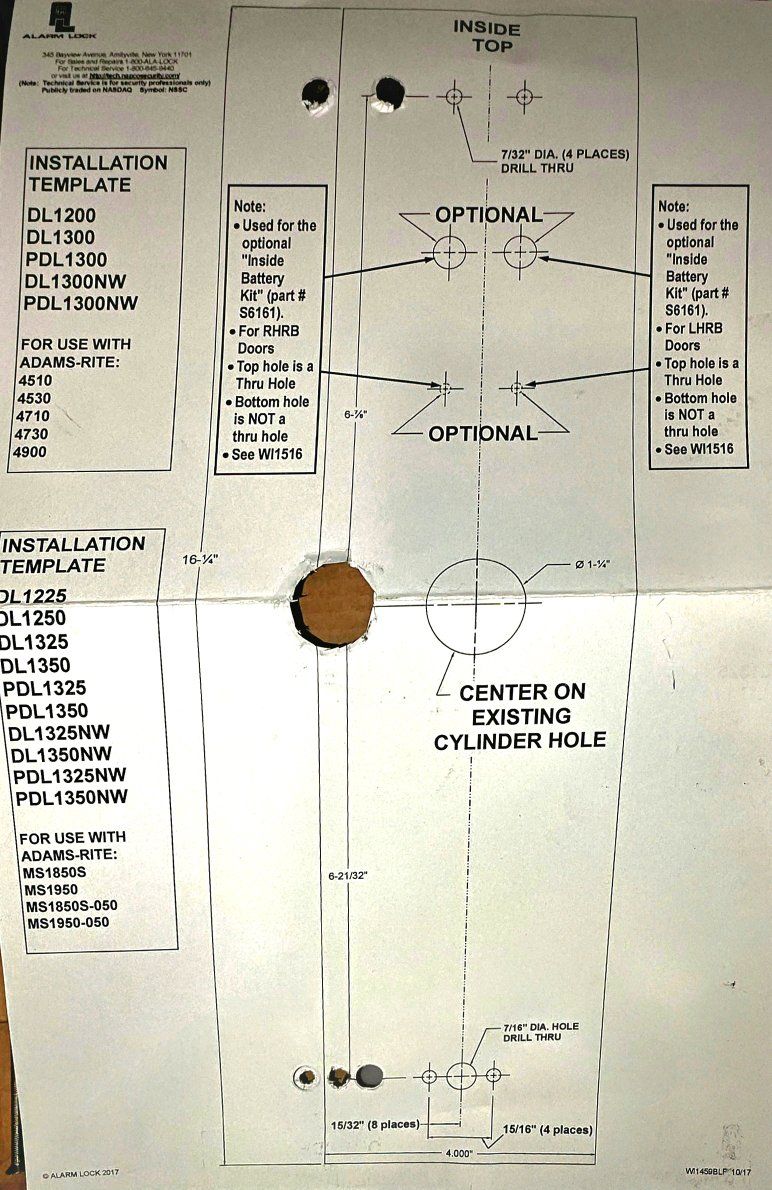 ALARM LOCK
345 Bayview Avenue, Amityville, New York 11701
For Sales and Repairs 1-800-ALA-LOCK
For Technical Service 1-800-645-9440
or visit us at http://tech.napcosecurity.com/
(Note: Technical Service is for security professionals only)
Publicly traded on NASDAQ Symbol: NSSC
INSIDE
TOP
7/32" DIA. (4 PLACES)
DRILL THRU
INSTALLATION
TEMPLATE
DL1200
DL1300
PDL1300
DL1300NW
PDL1300NW
FOR USE WITH
ADAMS-RITE:
4510
4530
4710
4730
4900
Note:
• Used for the
optional
"Inside
Battery
Kit" (part #
S6161).
• For RHRB
Doors
• Top hole is a
Thru Hole
• Bottom hole
is NOT a
thru hole
• See WI1516
OPTIONAL
OPTIONAL
6-⅞"
Note:
• Used for the
optional
"Inside
Battery
Kit" (part #
S6161).
• For LHRB
Doors
• Top hole is a
Thru Hole
• Bottom hole
is NOT a
thru hole
• See WI1516
INSTALLATION
TEMPLATE
DL1225
DL1250
DL1325
DL1350
PDL1325
PDL1350
DL1325NW
DL1350NW
PDL1325NW
PDL1350NW
FOR USE WITH
ADAMS-RITE:
MS1850S
MS1950
MS1850S-050
MS1950-050
16-¼"
Ø 1-¼"
CENTER ON
EXISTING
CYLINDER HOLE
6-21/32"
7/16" DIA. HOLE
DRILL THRU
15/32" (8 places)
15/16" (4 places)
4.000"
© ALARM LOCK 2017
WI1459BLF 10/17